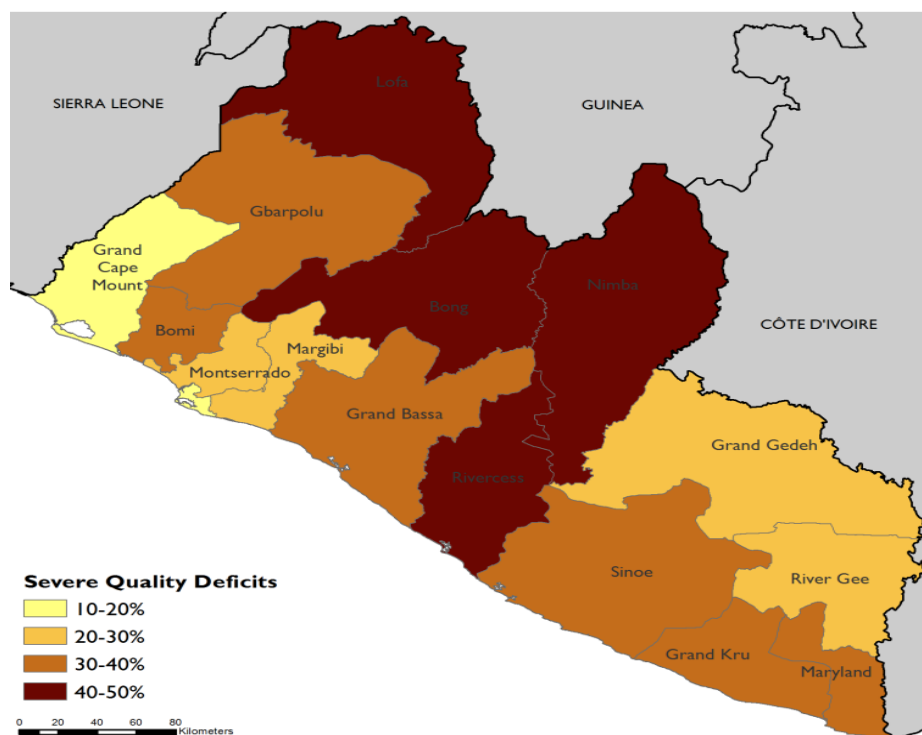 Lofa
SIERRA LEONE
GUINEA
Gbarpolu
Grand
Cape
Mount
Nimba
Bong
CÔTE D'IVOIRE
Bomi
Margibi
Montserrado
Grand Bassa
Grand Gedeh
Rivercess
Sinoe
River Gee
Grand Kru
Maryland
Severe Quality Deficits
10-20%
20-30%
30-40%
40-50%
0 10 20 40 60 80
Kilometers